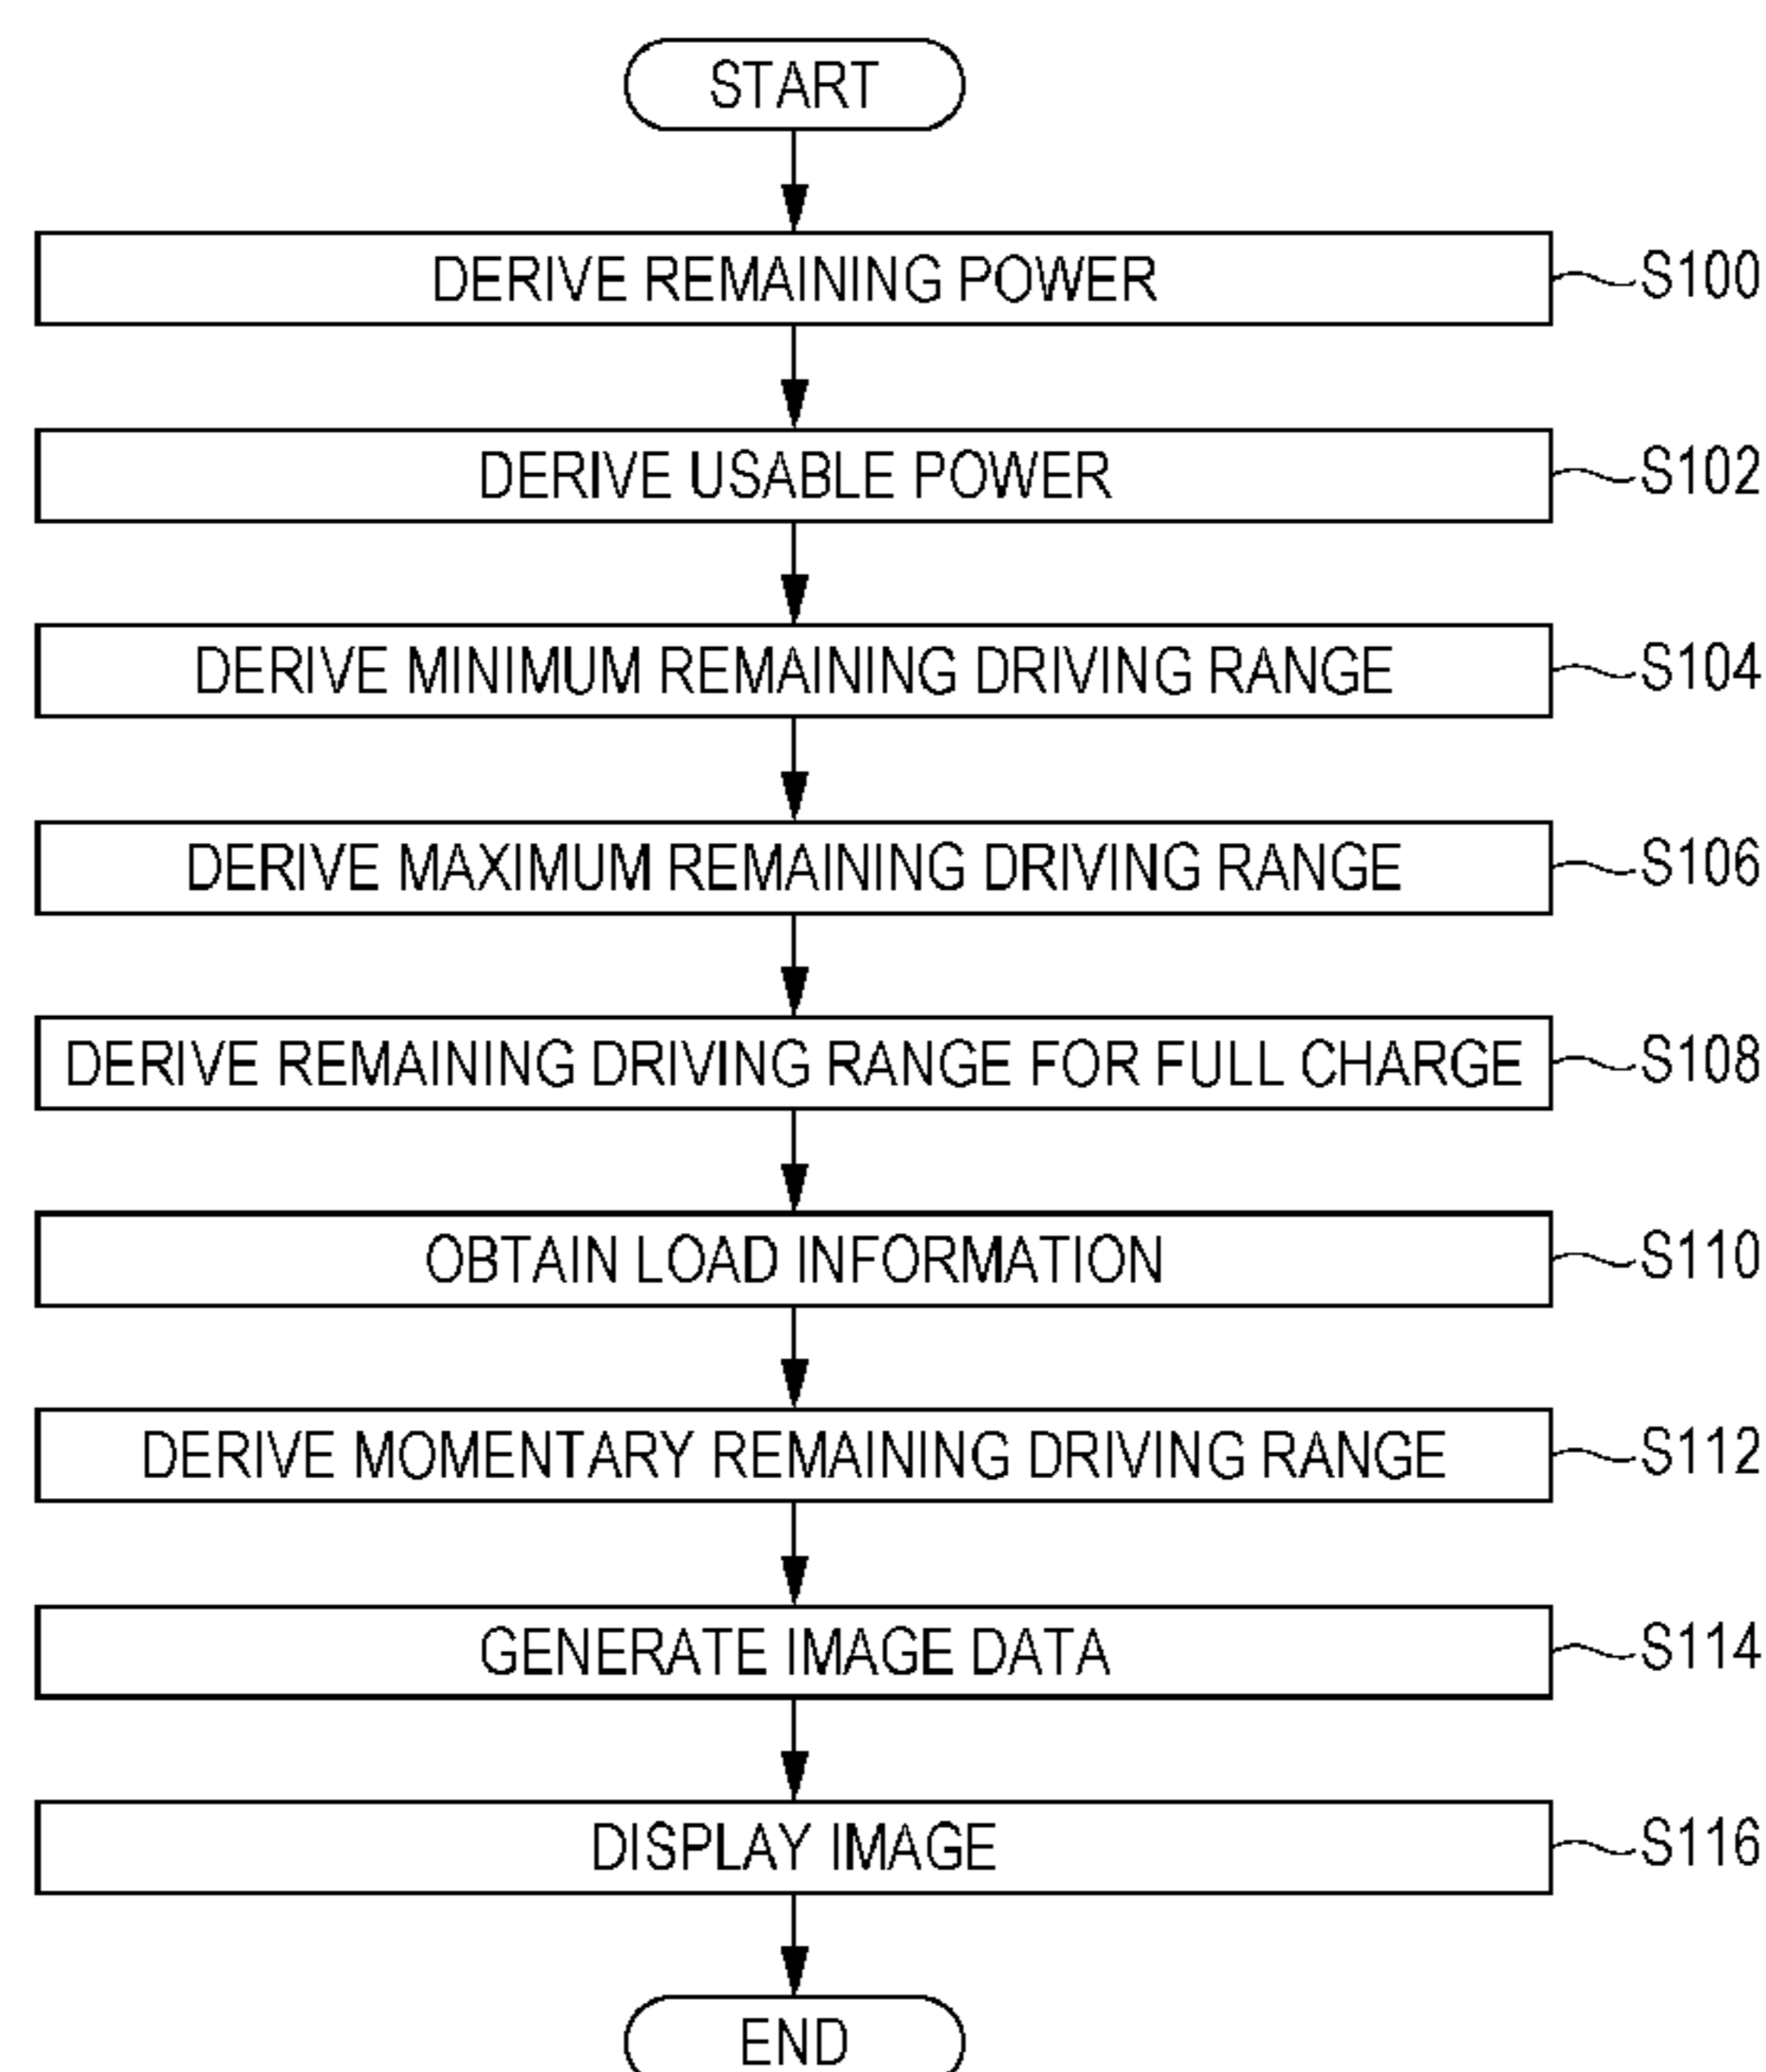 START
DERIVE REMAINING POWER
S100
DERIVE USABLE POWER
S102
DERIVE MINIMUM REMAINING DRIVING RANGE
S104
DERIVE MAXIMUM REMAINING DRIVING RANGE
S106
DERIVE REMAINING DRIVING RANGE FOR FULL CHARGE
S108
OBTAIN LOAD INFORMATION
S110
DERIVE MOMENTARY REMAINING DRIVING RANGE
S112
GENERATE IMAGE DATA
S114
DISPLAY IMAGE
S116
END